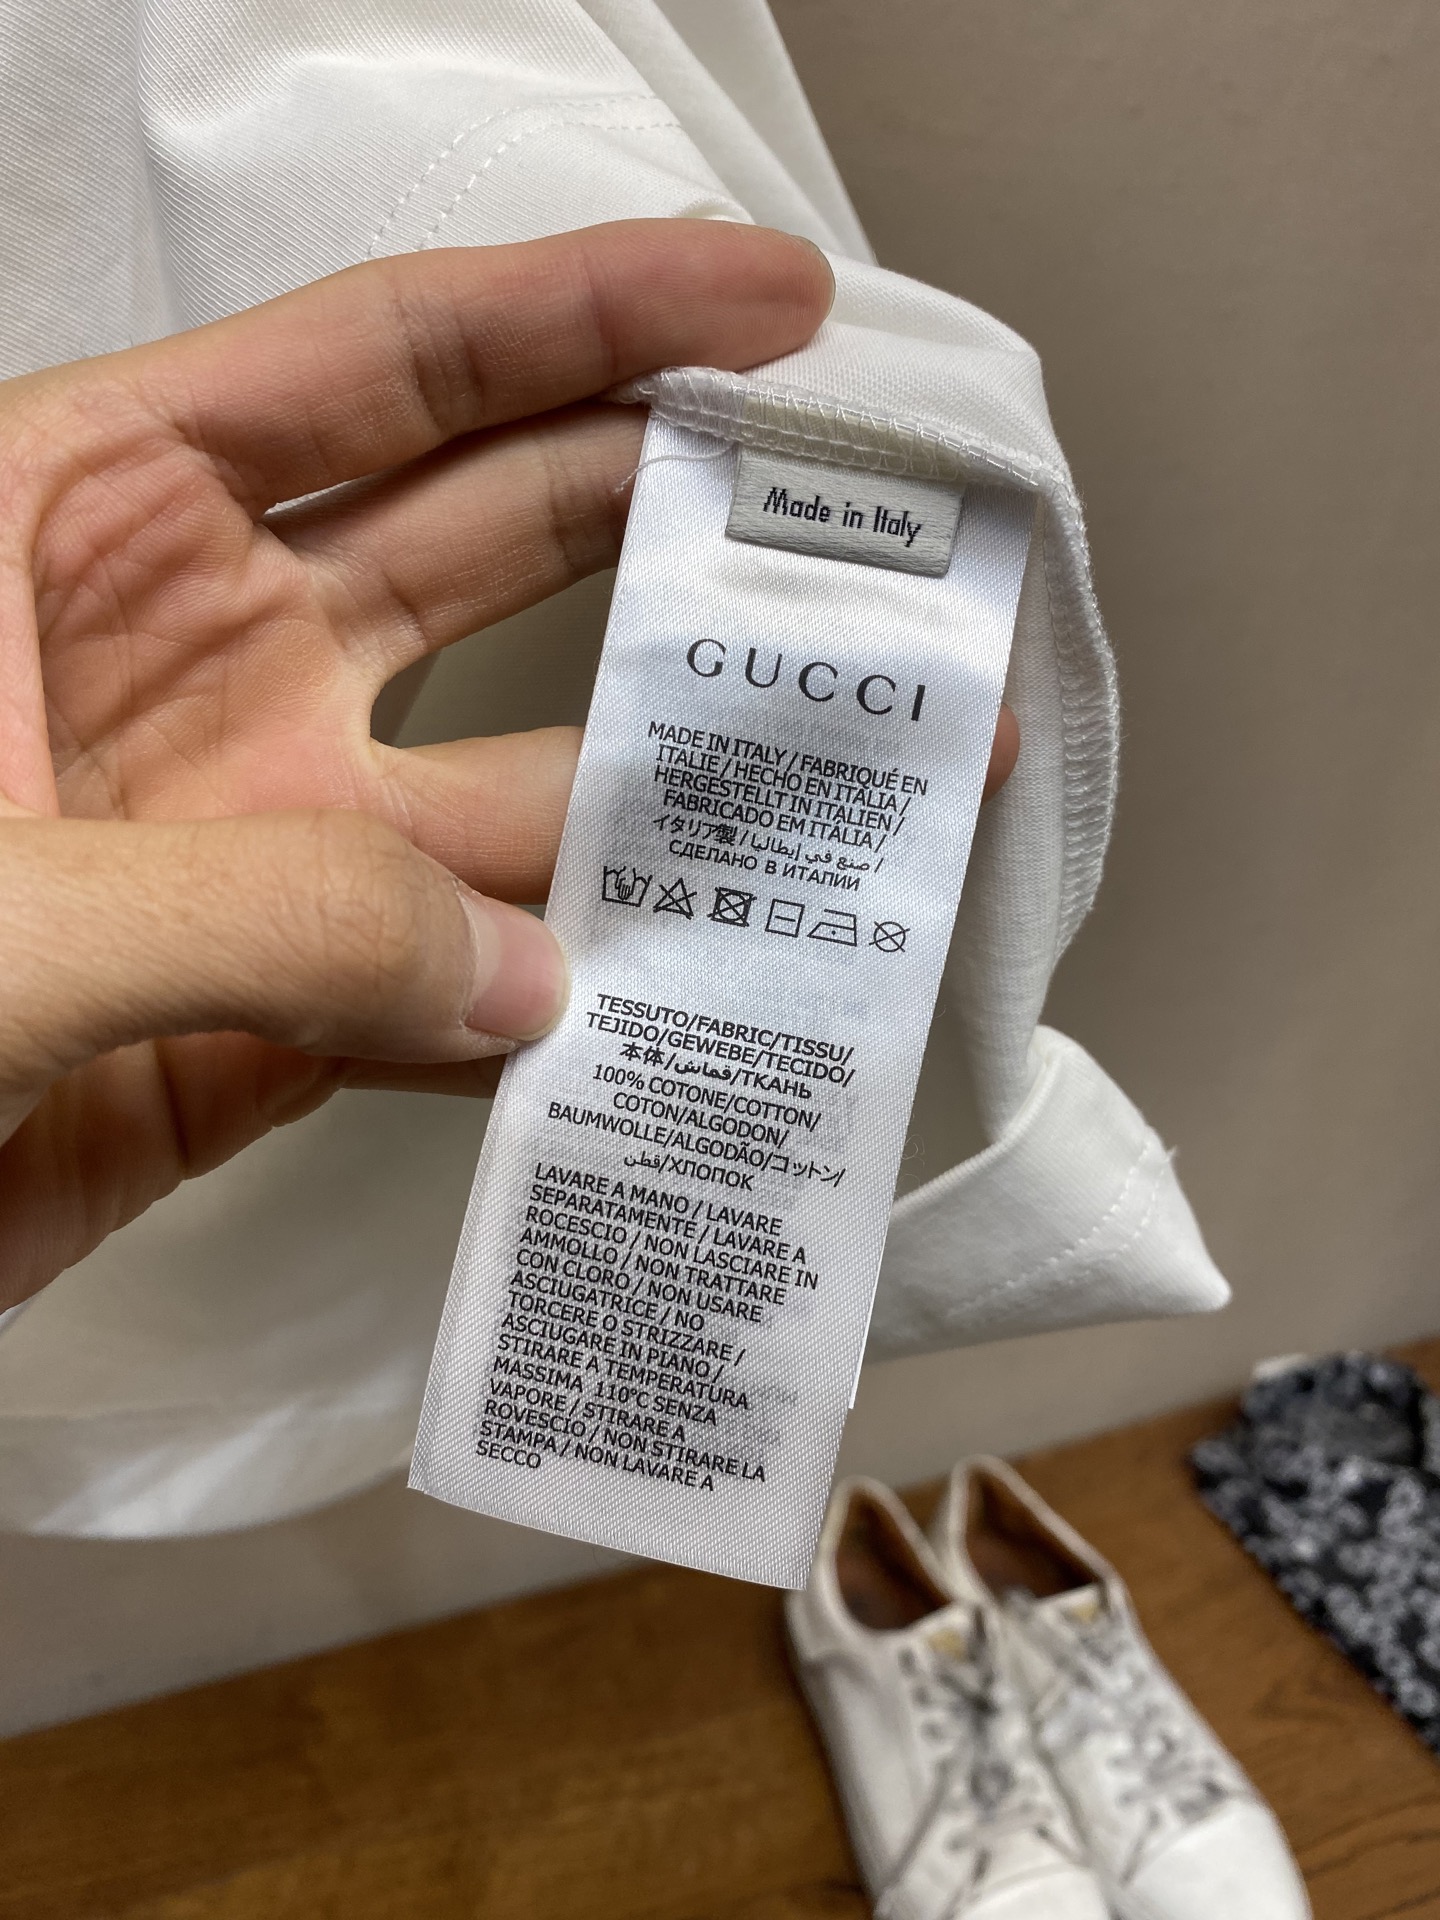 Made in Italy
GUCCI
MADE IN ITALY / FABRIQUÉ EN
ITALIE / HECHO EN ITALIA /
HERGESTELLT IN ITALIEN /
FABRICADO EM ITÁLIA /
イタリア製 / صنع في إيطاليا /
СДЕЛАНО В ИТАЛИИ
TESSUTO/FABRIC/TISSU/
TEJIDO/GEWEBE/TECIDO/
本体/قماش/ТКАНЬ
100% COTONE/COTTON/
COTON/ALGODON/
BAUMWOLLE/ALGODÃO/コットン/
قطن/ХЛОПОК
LAVARE A MANO / LAVARE
SEPARATAMENTE / LAVARE A
ROCESCIO / NON LASCIARE IN
AMMOLLO / NON TRATTARE
CON CLORO / NON USARE
ASCIUGATRICE / NO
TORCERE O STRIZZARE /
ASCIUGARE IN PIANO /
STIRARE A TEMPERATURA
MASSIMA 110°C SENZA
VAPORE / STIRARE A
ROVESCIO / NON STIRARE LA
STAMPA / NON LAVARE A
SECCO